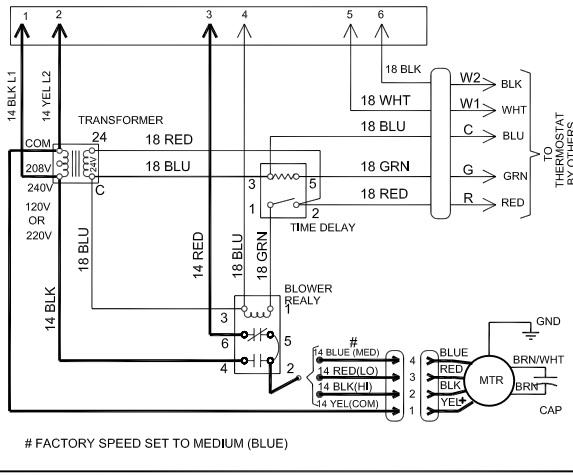 1 2 3 4 5 6
14 BLK L1
14 YEL L2
18 BLK
W2 BLK
18 WHT
W1 WHT
18 BLU
C BLU
TRANSFORMER
COM
24
18 RED
208V
24V
18 BLU
3 5
18 GRN
G GRN
TO
THERMOSTAT
BY OTHERS
240V
C
18 RED
R RED
120V
OR
220V
1 2
TIME DELAY
18 BLU
14 RED
18 BLU
18 GRN
14 BLK
BLOWER
REALY
3 1
6 5
4 2
#
14 BLUE (MED)
14 RED(LO)
14 BLK(HI)
14 YEL(COM)
4
3
2
1
BLUE
RED
BLK
YEL
MTR
GND
BRN/WHT
BRN
CAP
# FACTORY SPEED SET TO MEDIUM (BLUE)